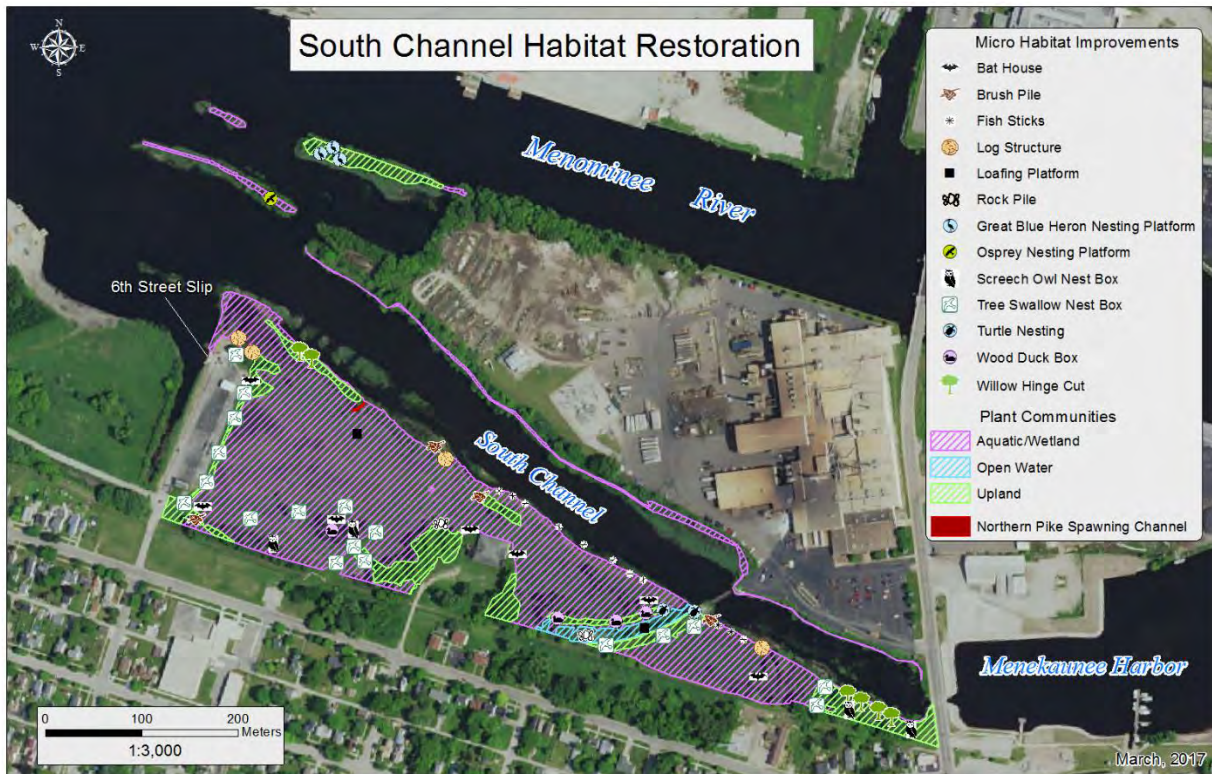 South Channel Habitat Restoration
N
W E
S
Micro Habitat Improvements
Bat House
Brush Pile
Fish Sticks
Log Structure
Loafing Platform
Rock Pile
Great Blue Heron Nesting Platform
Osprey Nesting Platform
Screech Owl Nest Box
Tree Swallow Nest Box
Turtle Nesting
Wood Duck Box
Willow Hinge Cut
Plant Communities
Aquatic/Wetland
Open Water
Upland
Northern Pike Spawning Channel
Menominee River
6th Street Slip
South Channel
Menekaunee Harbor
0 100 200
Meters
1:3,000
March, 2017